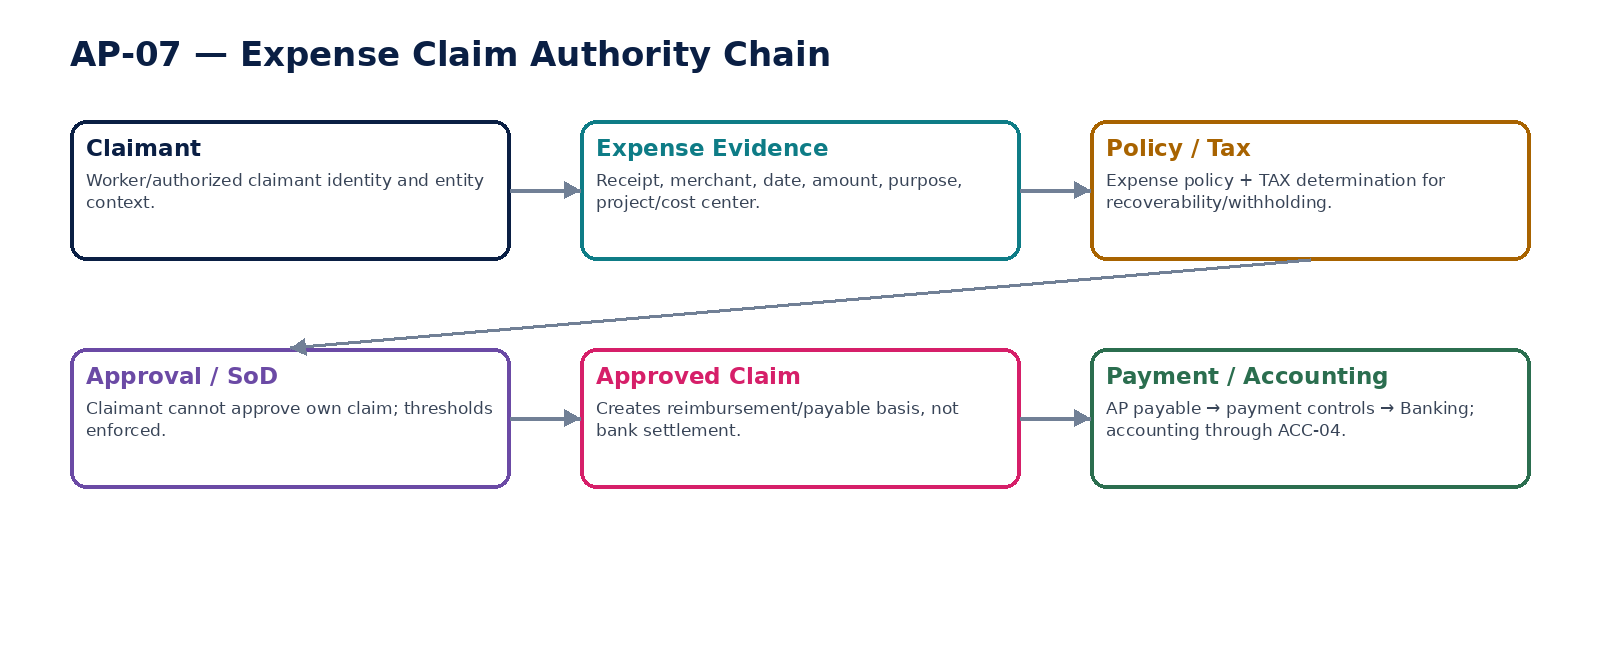 AP-07 — Expense Claim Authority Chain
Claimant
Worker/authorized claimant identity and entity
context.
Expense Evidence
Receipt, merchant, date, amount, purpose,
project/cost center.
Policy / Tax
Expense policy + TAX determination for
recoverability/withholding.
Approval / SoD
Claimant cannot approve own claim; thresholds
enforced.
Approved Claim
Creates reimbursement/payable basis, not
bank settlement.
Payment / Accounting
AP payable → payment controls → Banking;
accounting through ACC-04.